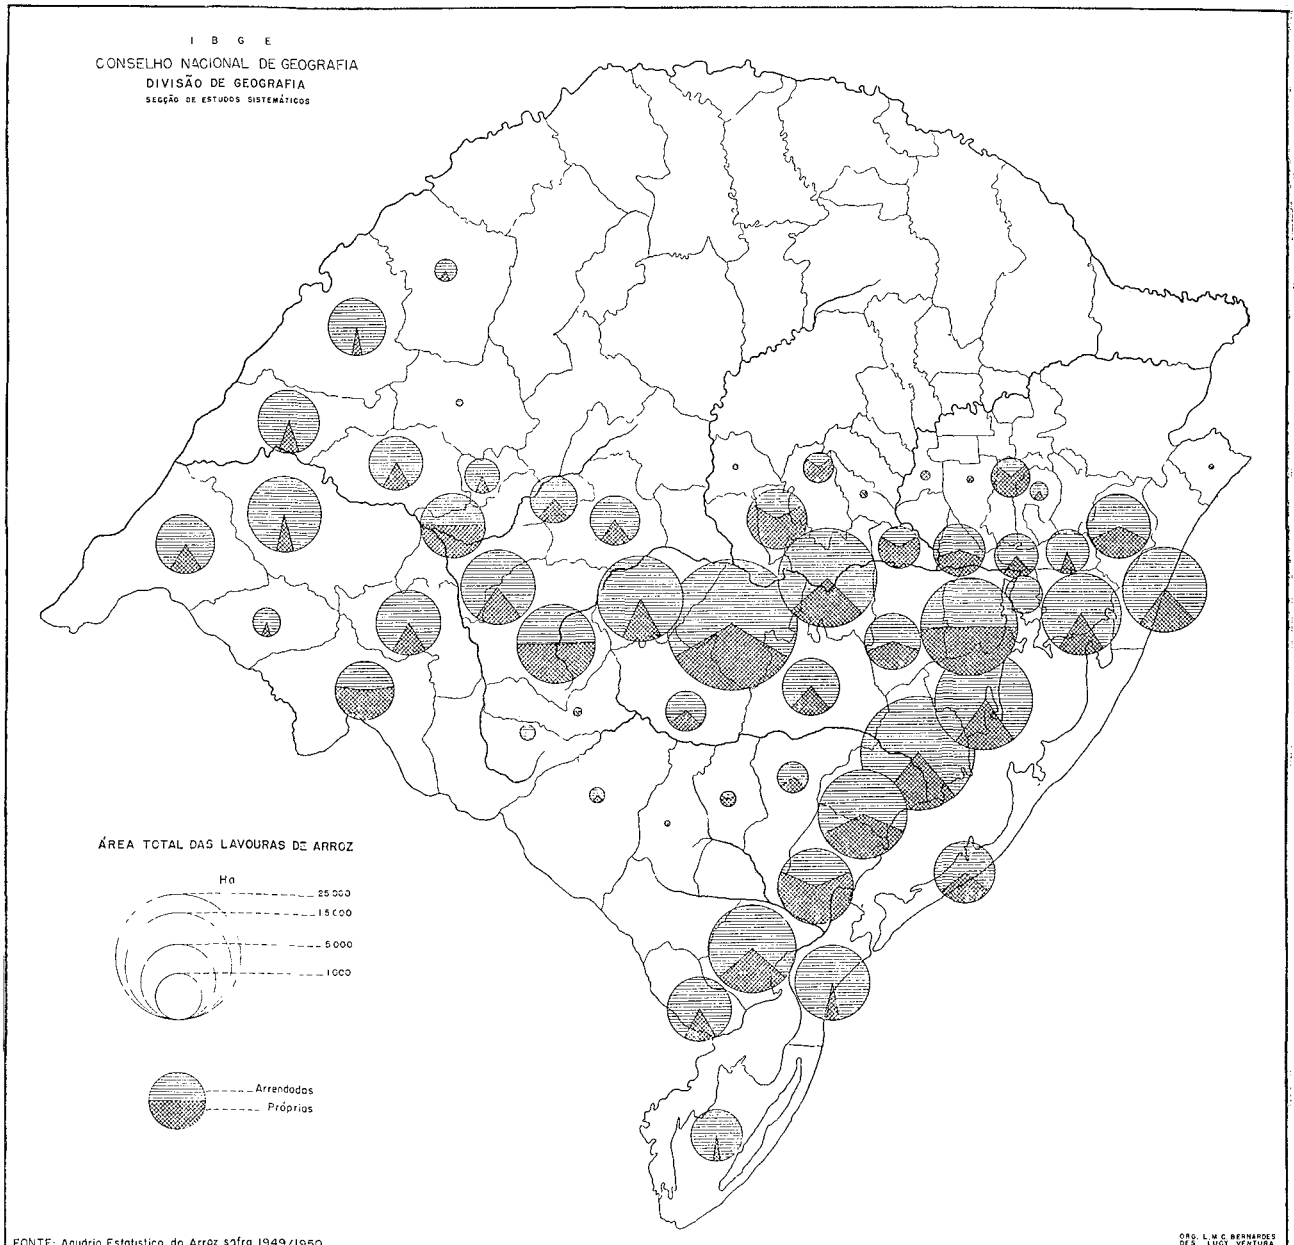 I B G E
CONSELHO NACIONAL DE GEOGRAFIA
DIVISÃO DE GEOGRAFIA
SECÇÃO DE ESTUDOS SISTEMÁTICOS
ÁREA TOTAL DAS LAVOURAS DE ARROZ
Ha
25 000
15 000
5 000
1 000
Arrendadas
Próprias
FONTE: Anuário Estatístico do Arroz safra 1949/1950
ORG. L. M. C. BERNARDES
DES. LUCY VENTURA